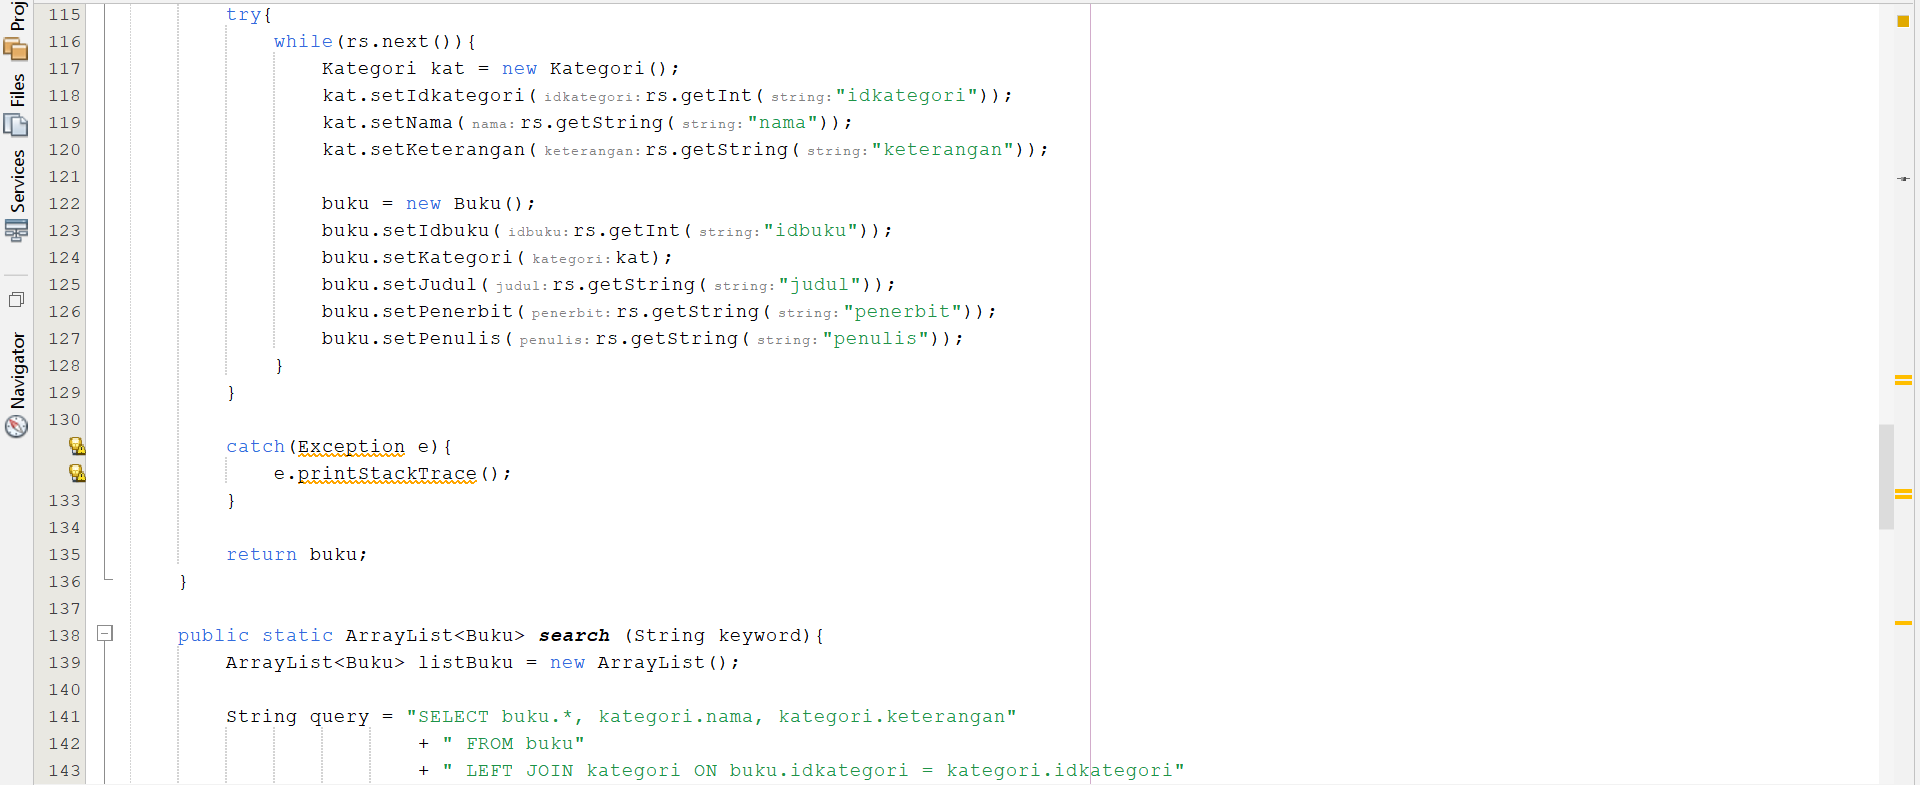 Proj
Files
Services
Navigator
115 try{
116 while(rs.next()){
117 Kategori kat = new Kategori();
118 kat.setIdkategori( idkategori: rs.getInt( string: "idkategori"));
119 kat.setNama( nama: rs.getString( string: "nama"));
120 kat.setKeterangan( keterangan: rs.getString( string: "keterangan"));
121
122 buku = new Buku();
123 buku.setIdbuku( idbuku: rs.getInt( string: "idbuku"));
124 buku.setKategori( kategori: kat);
125 buku.setJudul( judul: rs.getString( string: "judul"));
126 buku.setPenerbit( penerbit: rs.getString( string: "penerbit"));
127 buku.setPenulis( penulis: rs.getString( string: "penulis"));
128 }
129 }
130
catch(Exception e){
e.printStackTrace();
133 }
134
135 return buku;
136 }
137
138 public static ArrayList<Buku> search (String keyword){
139 ArrayList<Buku> listBuku = new ArrayList();
140
141 String query = "SELECT buku.*, kategori.nama, kategori.keterangan"
142 + " FROM buku"
143 + " LEFT JOIN kategori ON buku.idkategori = kategori.idkategori"